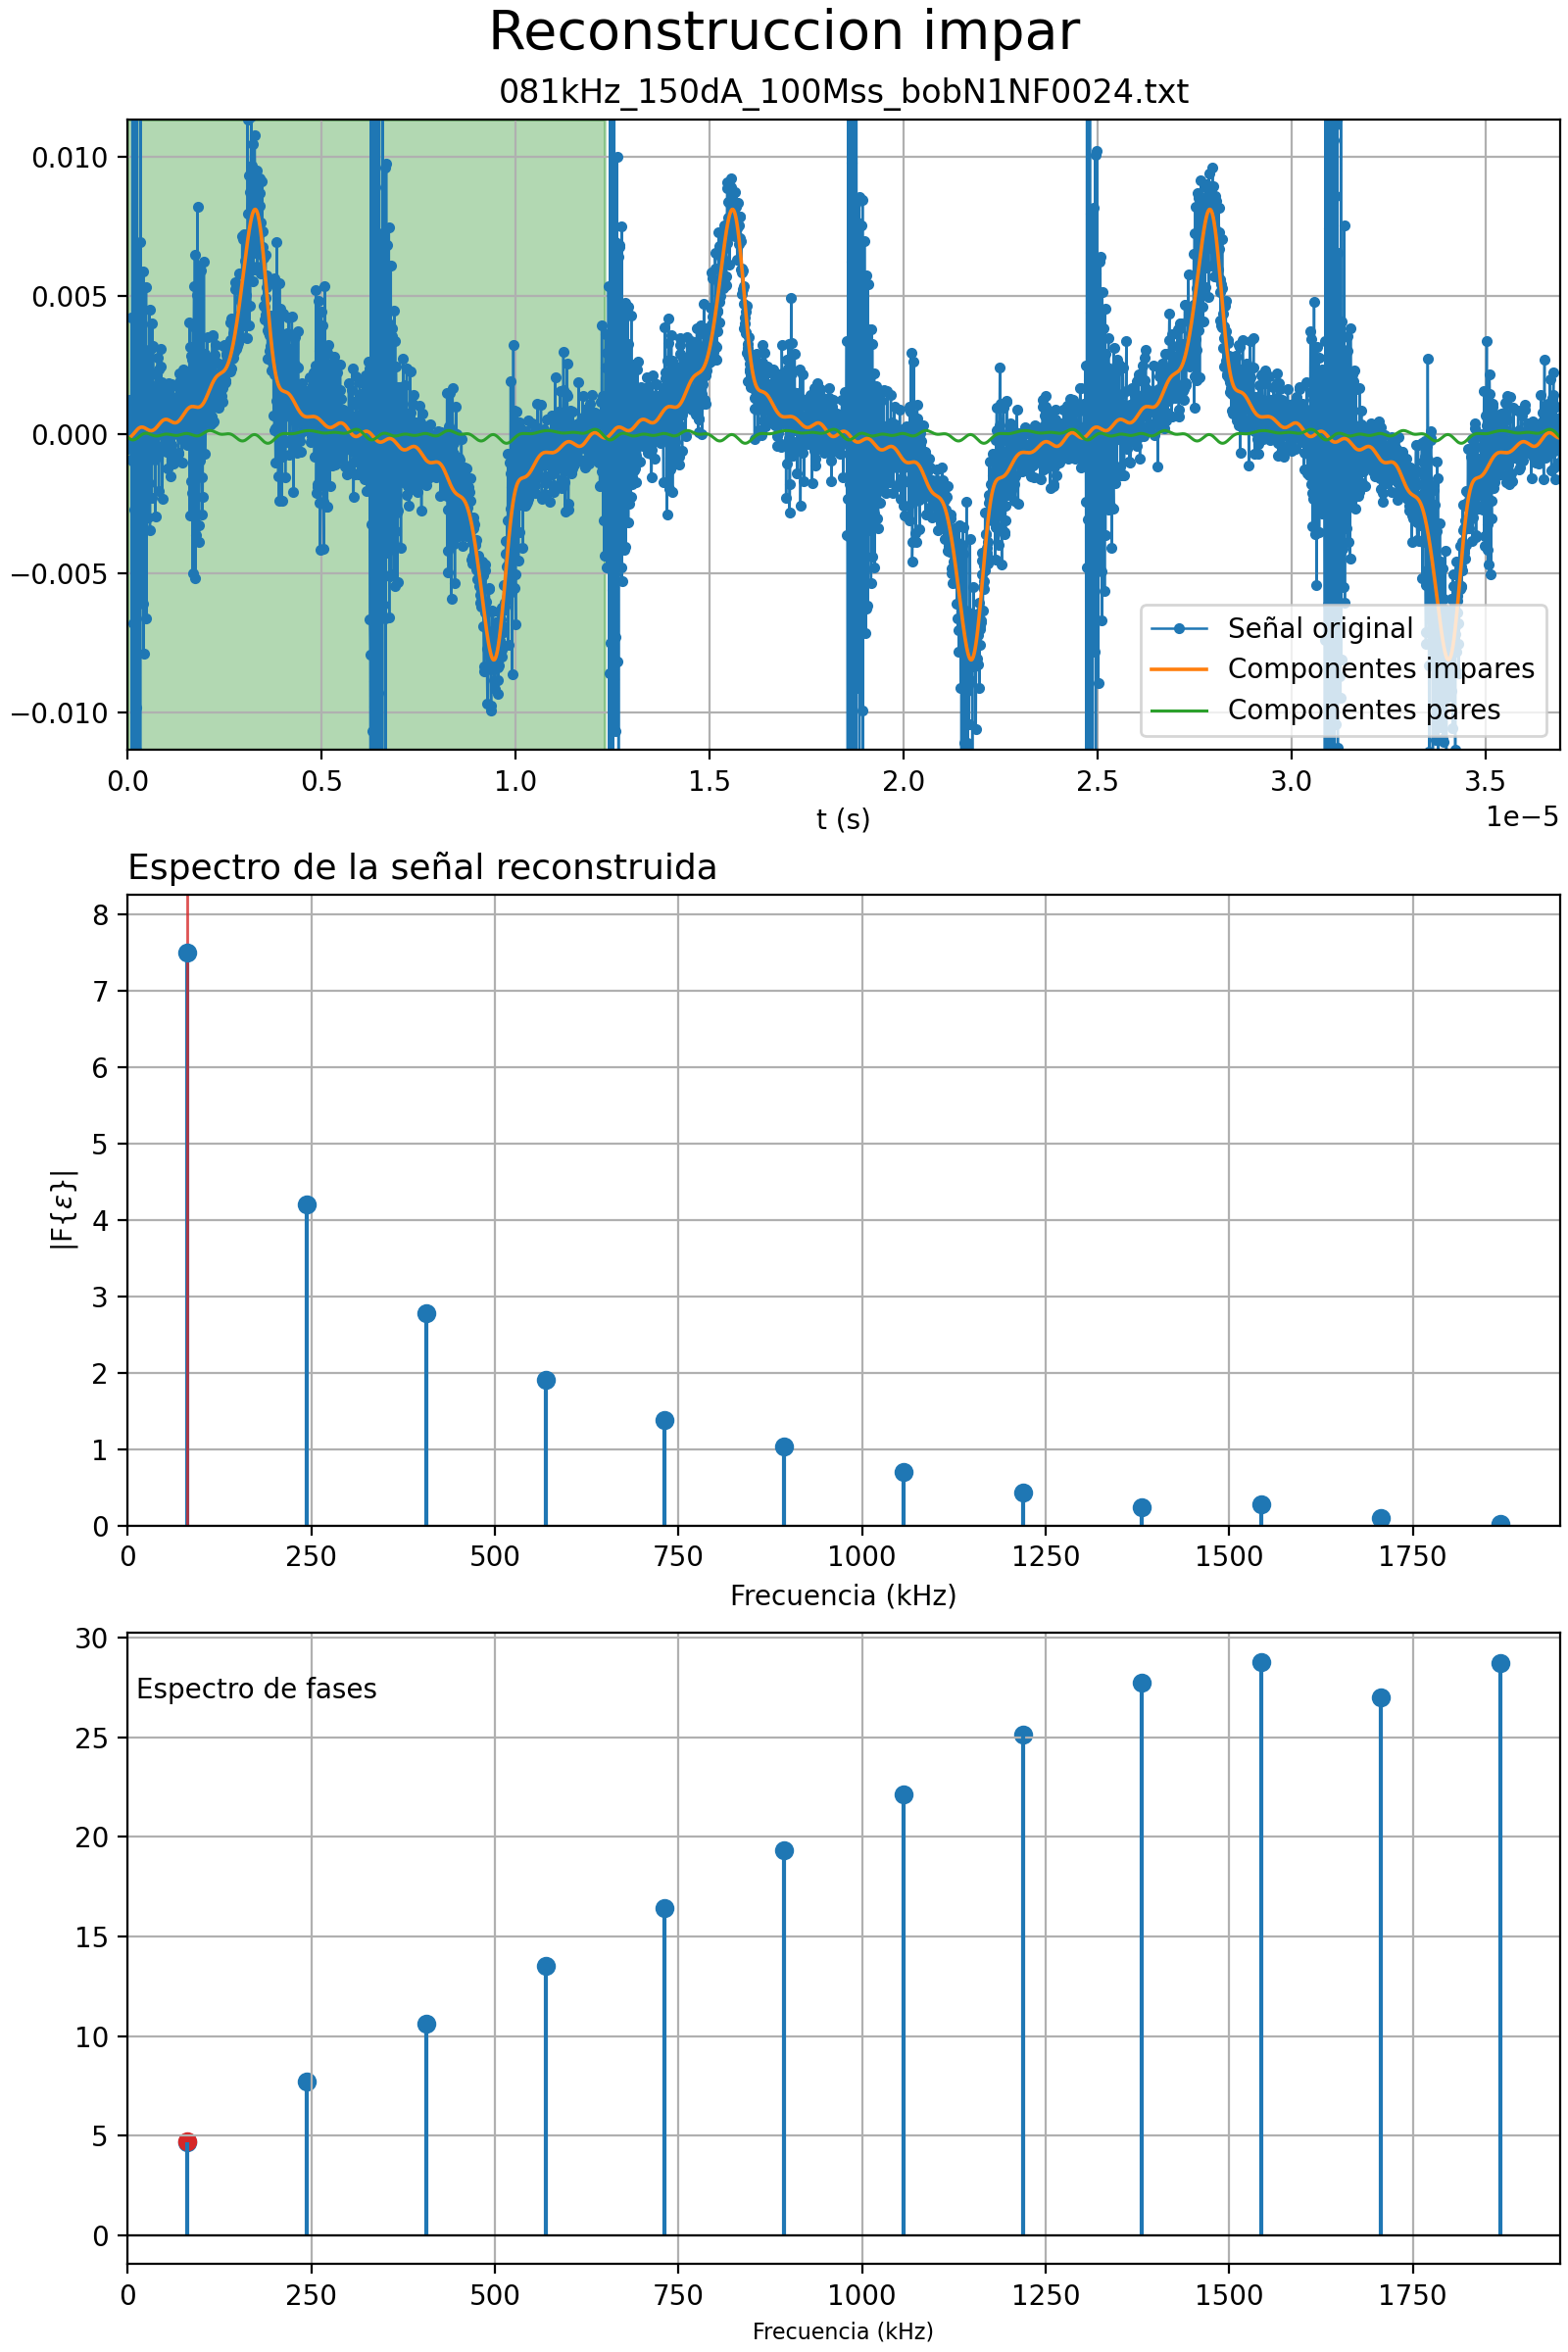 Reconstruccion impar
081kHz_150dA_100Mss_bobN1NF0024.txt
0.010
0.005
0.000
−0.005
−0.010
Señal original
Componentes impares
Componentes pares
0.0 0.5 1.0 1.5 2.0 2.5 3.0 3.5
1e−5
t (s)
Espectro de la señal reconstruida
8
7
6
5
4
3
2
1
0
|F{ε}|
0 250 500 750 1000 1250 1500 1750
Frecuencia (kHz)
30
25
20
15
10
5
0
Espectro de fases
0 250 500 750 1000 1250 1500 1750
Frecuencia (kHz)